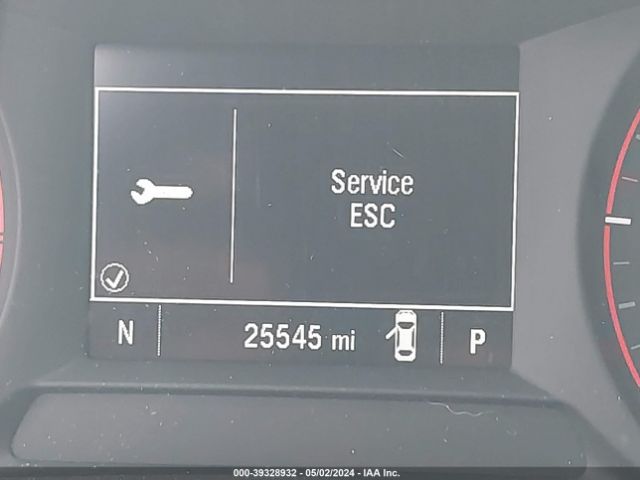 Service
ESC
N 25545 mi P
000-39328932 - 05/02/2024 - IAA Inc.